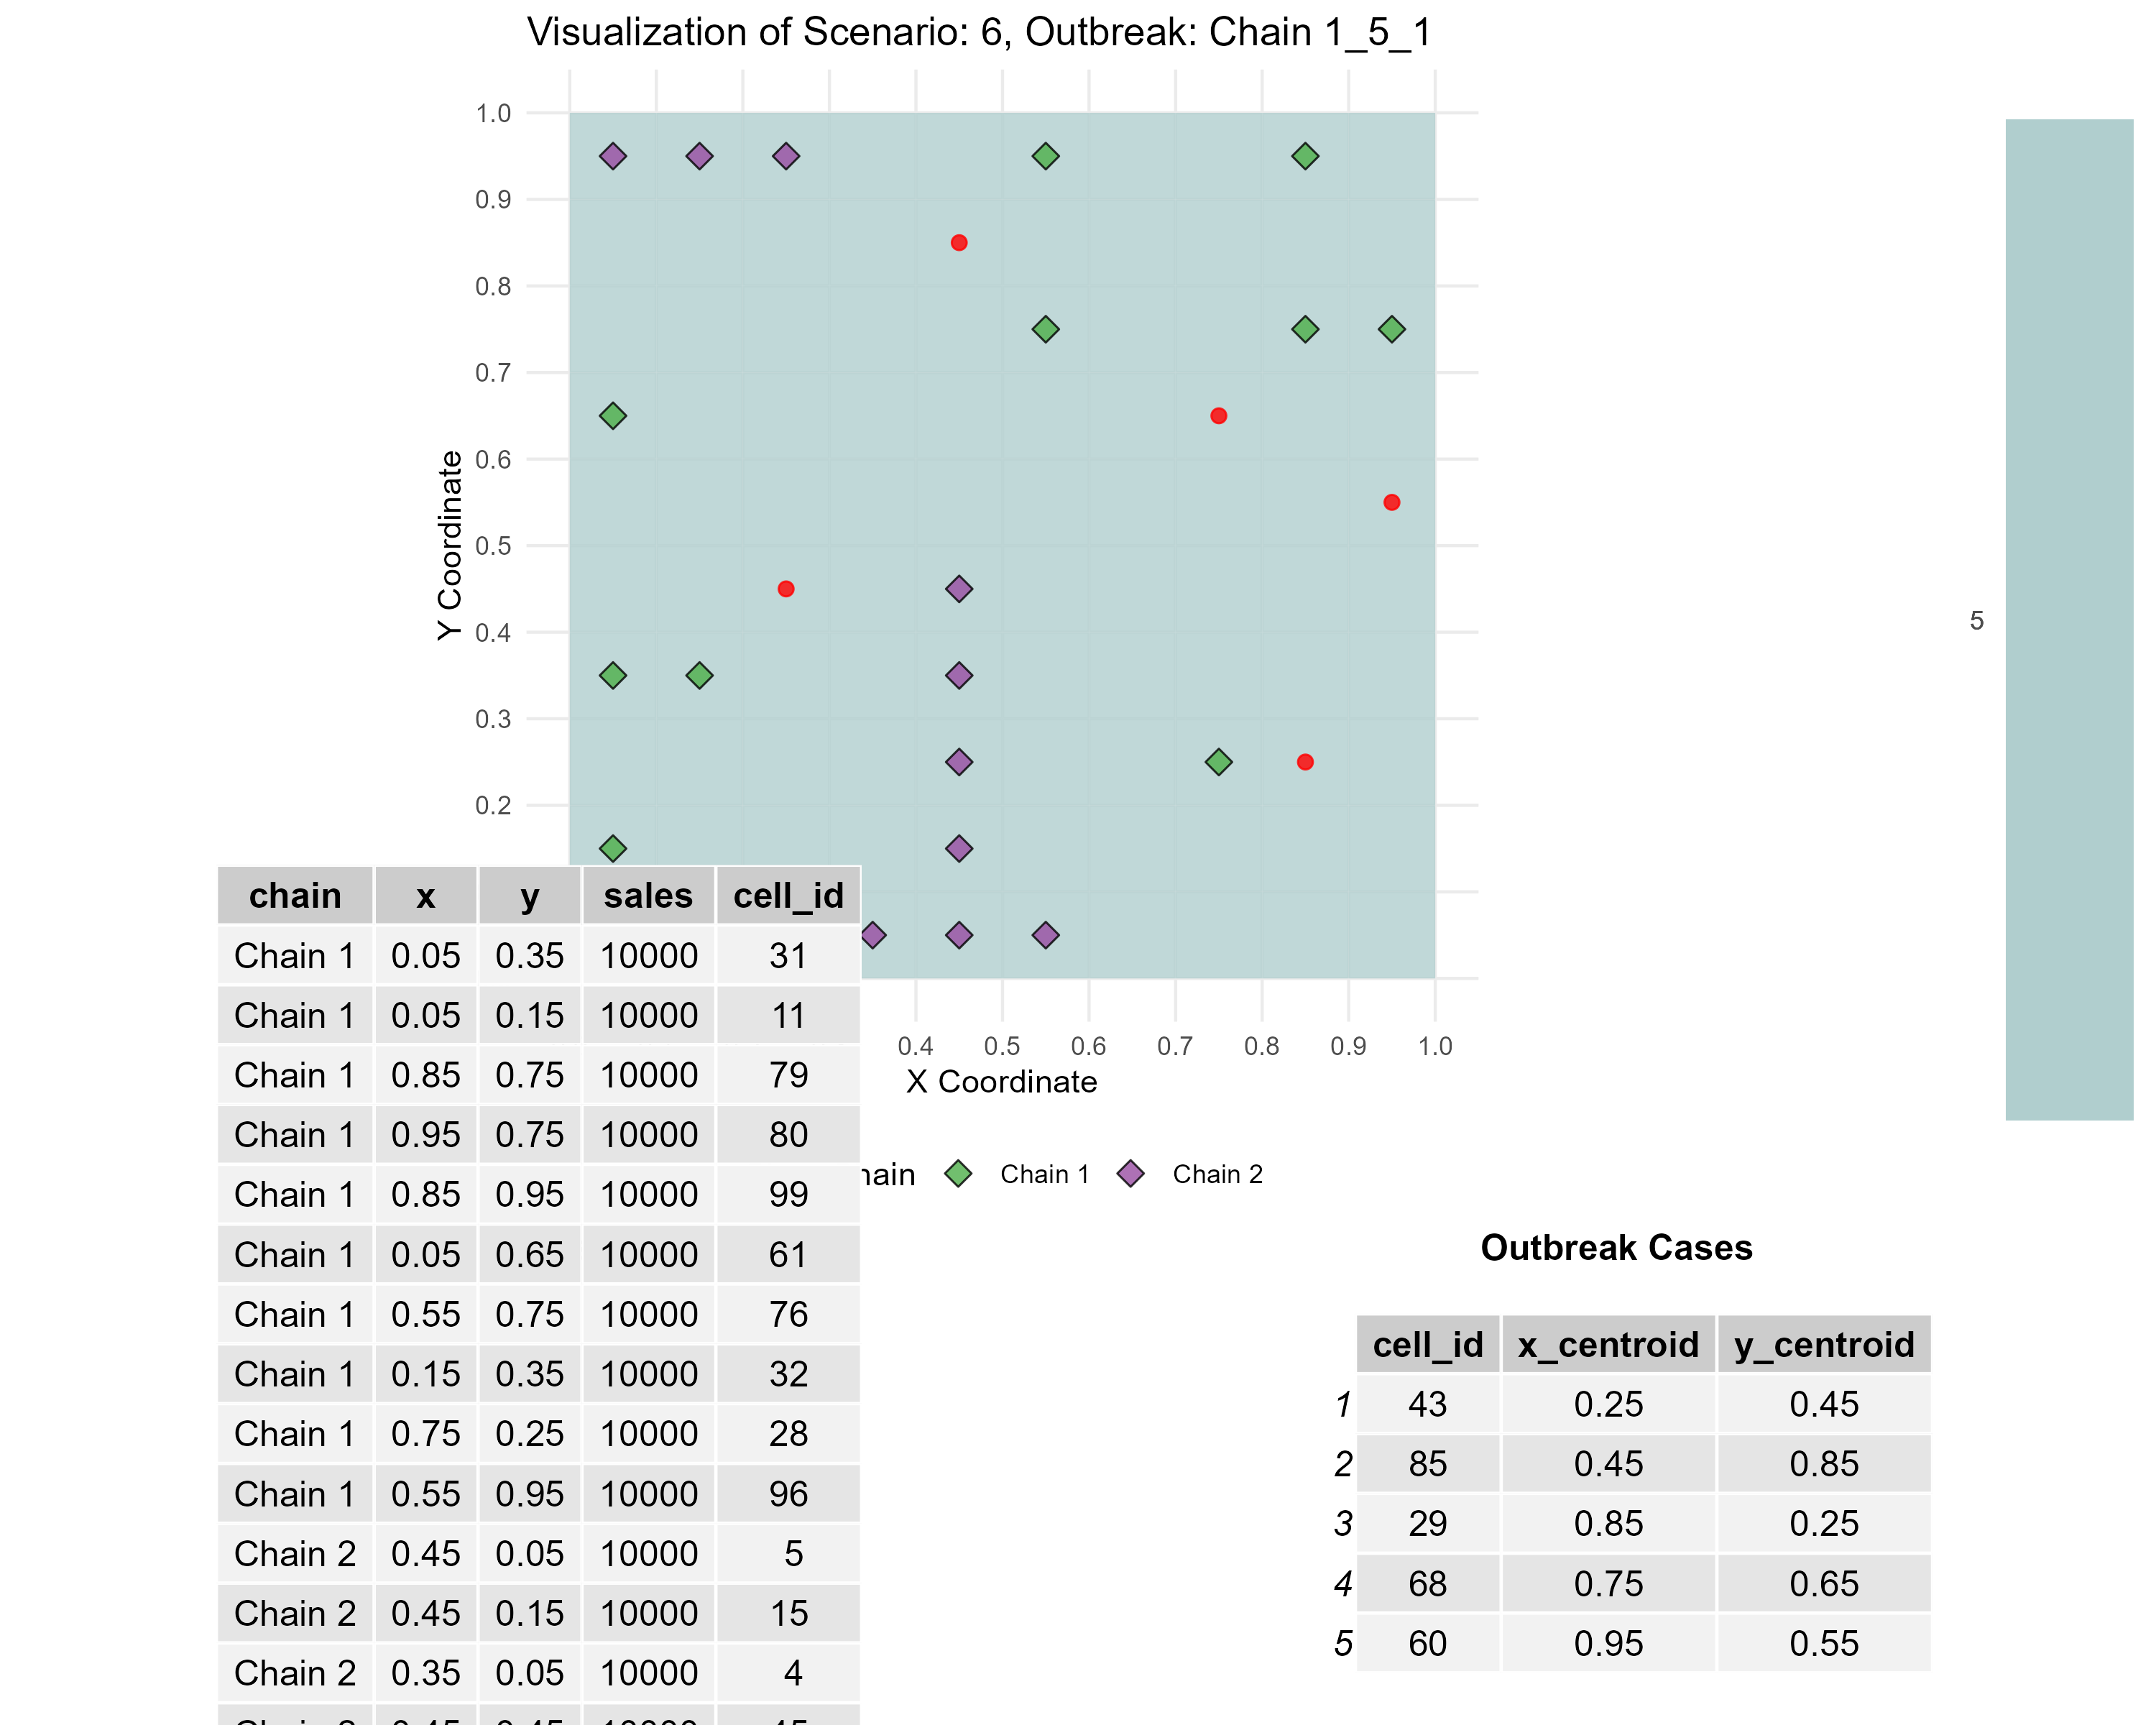 Visualization of Scenario: 6, Outbreak: Chain 1_5_1
1.0
0.9
0.8
0.7
0.6
0.5
0.4
0.3
0.2
Y Coordinate
5
0.4 0.5 0.6 0.7 0.8 0.9 1.0
X Coordinate
Chain 1 Chain 2
chain x y sales cell_id
Chain 1 0.05 0.35 10000 31
Chain 1 0.05 0.15 10000 11
Chain 1 0.85 0.75 10000 79
Chain 1 0.95 0.75 10000 80
Chain 1 0.85 0.95 10000 99
Chain 1 0.05 0.65 10000 61
Chain 1 0.55 0.75 10000 76
Chain 1 0.15 0.35 10000 32
Chain 1 0.75 0.25 10000 28
Chain 1 0.55 0.95 10000 96
Chain 2 0.45 0.05 10000 5
Chain 2 0.45 0.15 10000 15
Chain 2 0.35 0.05 10000 4
Outbreak Cases
cell_id x_centroid y_centroid
1 43 0.25 0.45
2 85 0.45 0.85
3 29 0.85 0.25
4 68 0.75 0.65
5 60 0.95 0.55